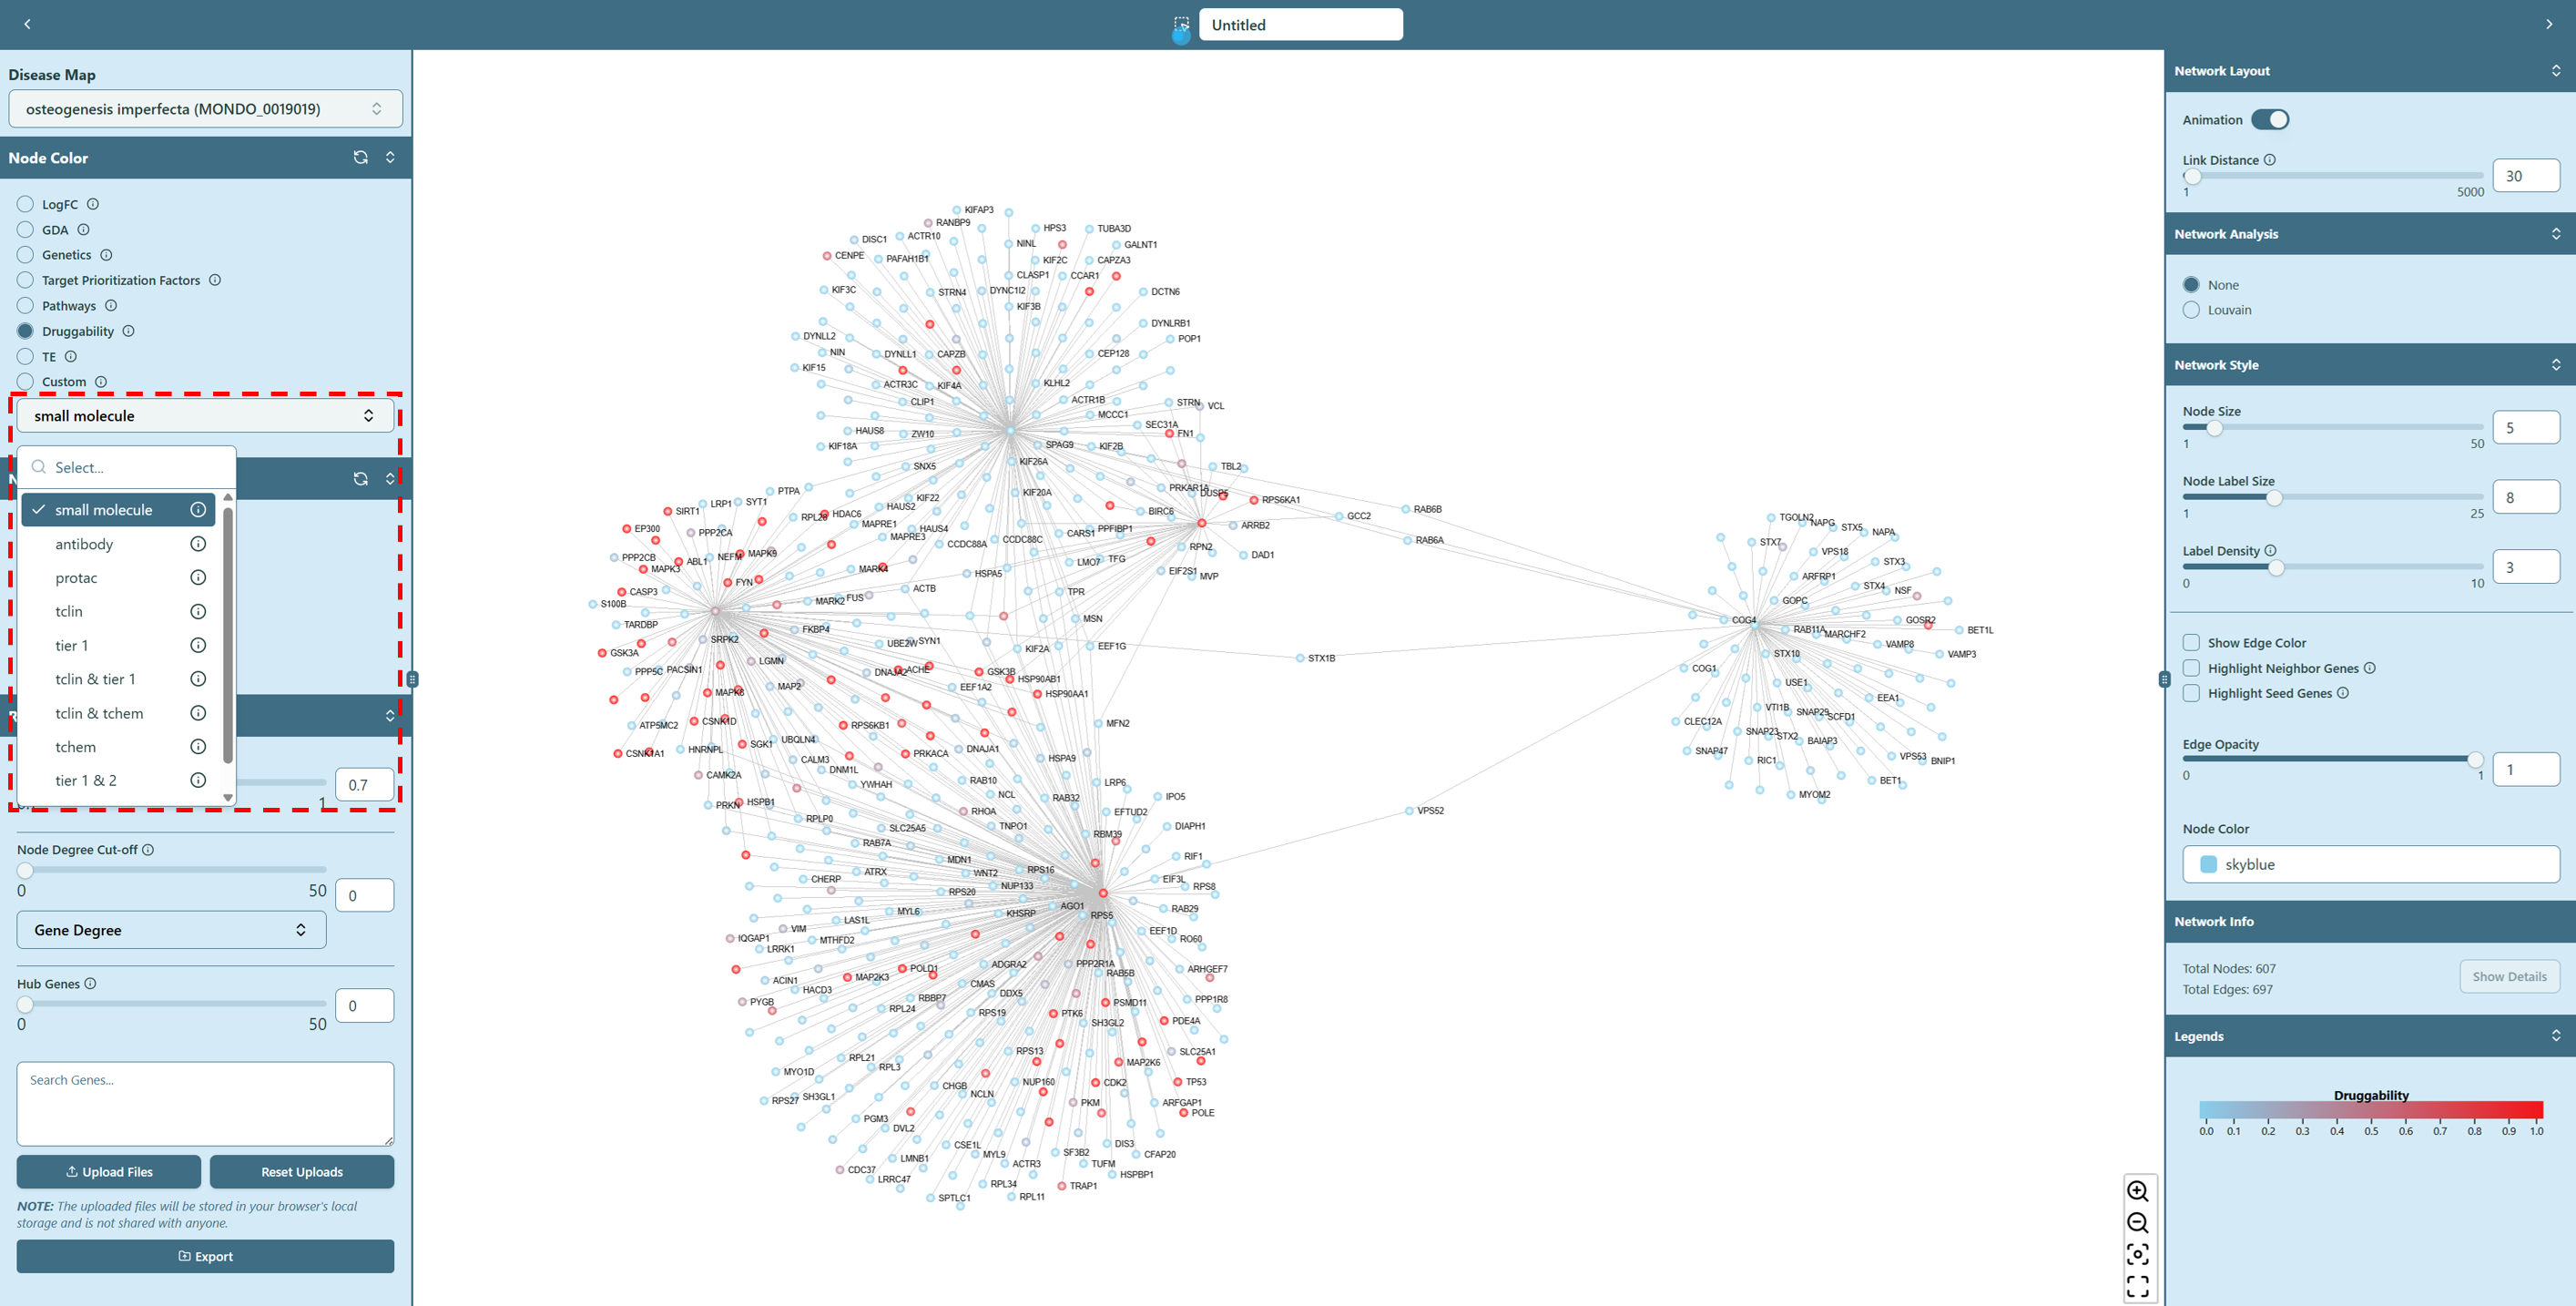 Untitled
Disease Map
osteogenesis imperfecta (MONDO_0019019)
Node Color
LogFC
GDA
Genetics
Target Prioritization Factors
Pathways
Druggability
TE
Custom
small molecule
Select...
small molecule
antibody
protac
tclin
tier 1
tclin & tier 1
tclin & tchem
tchem
tier 1 & 2
1
0.7
Node Degree Cut-off
0
50
0
Gene Degree
Hub Genes
0
50
0
Search Genes...
Upload Files
Reset Uploads
NOTE: The uploaded files will be stored in your browser's local
storage and is not shared with anyone.
Export
KIFAP3
RANBP9
HPS3
TUBA3D
DISC1
ACTR10
NINL
GALNT1
CENPE
PAFAH1B1
KIF2C
CAPZA3
CLASP1
CCAR1
KIF3C
STRN4
DYNC1I2
DCTN6
KIF3B
DYNLRB1
DYNLL2
POP1
NIN
DYNLL1
CAPZB
CEP128
KIF15
ACTR3C
KIF4A
KLHL2
CLIP1
ACTR1B
STRN
VCL
MCCC1
SEC31A
HAUS8
ZW10
FN1
KIF18A
SPAG9
KIF2B
SNX5
KIF26A
TBL2
PTPA
KIF22
KIF20A
PRKAR1A
DUSP5
RPS6KA1
LRP1
SYT1
HAUS2
SIRT1
RPL26
HDAC6
BIRC6
GCC2
RAB6B
EP300
PPP2CA
MAPRE1
HAUS4
CARS1
PPFIBP1
ARRB2
MAPRE3
CCDC88A
CCDC88C
RAB6A
PPP2CB
NEFM
MAPK9
RPN2
DAD1
ABL1
LMO7
TFG
MAPK3
MARK4
HSPA5
EIF2S1
MVP
FYN
CASP3
ACTB
TPR
S100B
MARK2
FUS
TARDBP
FKBP4
MSN
SRPK2
UBE2W
SYN1
KIF2A
EEF1G
GSK3A
LGMN
STX1B
PPP5C
PACSIN1
DNAJA2
ACHE
GSK3B
HSP90AB1
MAPK8
MAP2
EEF1A2
HSP90AA1
ATP5MC2
CSNK1D
RPS6KB1
MFN2
CSNK1A1
HNRNPL
SGK1
UBQLN4
PRKACA
DNAJA1
CALM3
HSPA9
CAMK2A
DNM1L
YWHAH
RAB10
LRP6
NCL
RAB32
IPO5
PRKN
HSPB1
RHOA
EFTUD2
VPS52
RPLP0
SLC25A5
TNPO1
RBM39
DIAPH1
RAB7A
MDN1
RIF1
CHERP
ATRX
WNT2
RPS16
EIF3L
RPS20
NUP133
RPS8
LAS1L
MYL6
KHSRP
AGO1
RPS5
RAB29
IQGAP1
VIM
MTHFD2
EEF1D
RO60
LRRK1
POLD1
ADGRA2
PPP2R1A
ARHGEF7
ACIN1
MAP2K3
RAB5B
HACD3
CMAS
PYGB
RBBP7
DDX5
PSMD11
PPP1R8
RPL24
RPS19
PTK6
SH3GL2
PDE4A
RPL21
RPS13
SLC25A1
MYO1D
RPL3
MAP2K6
CHGB
NUP160
CDK2
TP53
RPS27
SH3GL1
NCLN
PKM
ARFGAP1
PGM3
POLE
DVL2
CSE1L
DIS3
LMNB1
MYL9
SF3B2
CFAP20
CDC37
ACTR3
TUFM
LRRC47
RPL34
TRAP1
HSPBP1
SPTLC1
RPL11
TGOLN2
NAPG
STX5
NAPA
STX7
VPS18
STX3
ARFRP1
STX4
NSF
GOPC
COG4
RAB11A
MARCHF2
GOSR2
BET1L
VAMP8
STX10
VAMP3
COG1
USE1
EEA1
VTI1B
SNAP29
SCFD1
CLEC12A
SNAP23
STX2
BAIAP3
SNAP47
RIC1
VPS53
BNIP1
BET1
MYOM2
Network Layout
Animation
Link Distance
30
1
5000
Network Analysis
None
Louvain
Network Style
Node Size
5
1
50
Node Label Size
8
1
25
Label Density
3
0
10
Show Edge Color
Highlight Neighbor Genes
Highlight Seed Genes
Edge Opacity
1
0
1
Node Color
skyblue
Network Info
Total Nodes: 607
Total Edges: 697
Show Details
Legends
Druggability
0.0 0.1 0.2 0.3 0.4 0.5 0.6 0.7 0.8 0.9 1.0